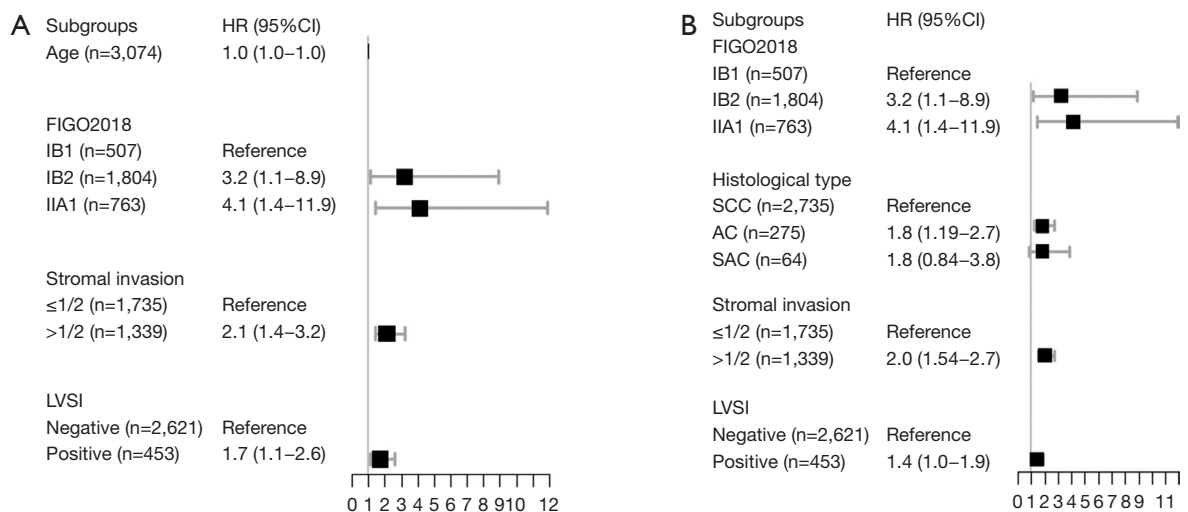 A
Subgroups HR (95%CI)
Age (n=3,074) 1.0 (1.0–1.0)
FIGO2018
IB1 (n=507) Reference
IB2 (n=1,804) 3.2 (1.1–8.9)
IIA1 (n=763) 4.1 (1.4–11.9)
Stromal invasion
≤1/2 (n=1,735) Reference
>1/2 (n=1,339) 2.1 (1.4–3.2)
LVSI
Negative (n=2,621) Reference
Positive (n=453) 1.7 (1.1–2.6)
0 1 2 3 4 5 6 7 8 9 10 12
B
Subgroups HR (95%CI)
FIGO2018
IB1 (n=507) Reference
IB2 (n=1,804) 3.2 (1.1–8.9)
IIA1 (n=763) 4.1 (1.4–11.9)
Histological type
SCC (n=2,735) Reference
AC (n=275) 1.8 (1.19–2.7)
SAC (n=64) 1.8 (0.84–3.8)
Stromal invasion
≤1/2 (n=1,735) Reference
>1/2 (n=1,339) 2.0 (1.54–2.7)
LVSI
Negative (n=2,621) Reference
Positive (n=453) 1.4 (1.0–1.9)
0 1 2 3 4 5 6 7 8 9 11